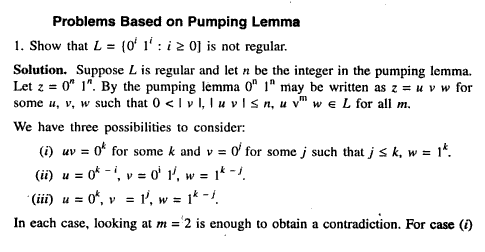 Problems Based on Pumping Lemma
1. Show that L = {0^i 1^i : i ≥ 0] is not regular.
Solution. Suppose L is regular and let n be the integer in the pumping lemma.
Let z = 0^n 1^n. By the pumping lemma 0^n 1^n may be written as z = u v w for
some u, v, w such that 0 < | v |, | u v | ≤ n, u v^m w ∈ L for all m.
We have three possibilities to consider:
(i) uv = 0^k for some k and v = 0^j for some j such that j ≤ k, w = 1^k.
(ii) u = 0^k − i, v = 0^i 1^j, w = 1^k − j.
(iii) u = 0^k, v = 1^j, w = 1^k − j.
In each case, looking at m = 2 is enough to obtain a contradiction. For case (i)